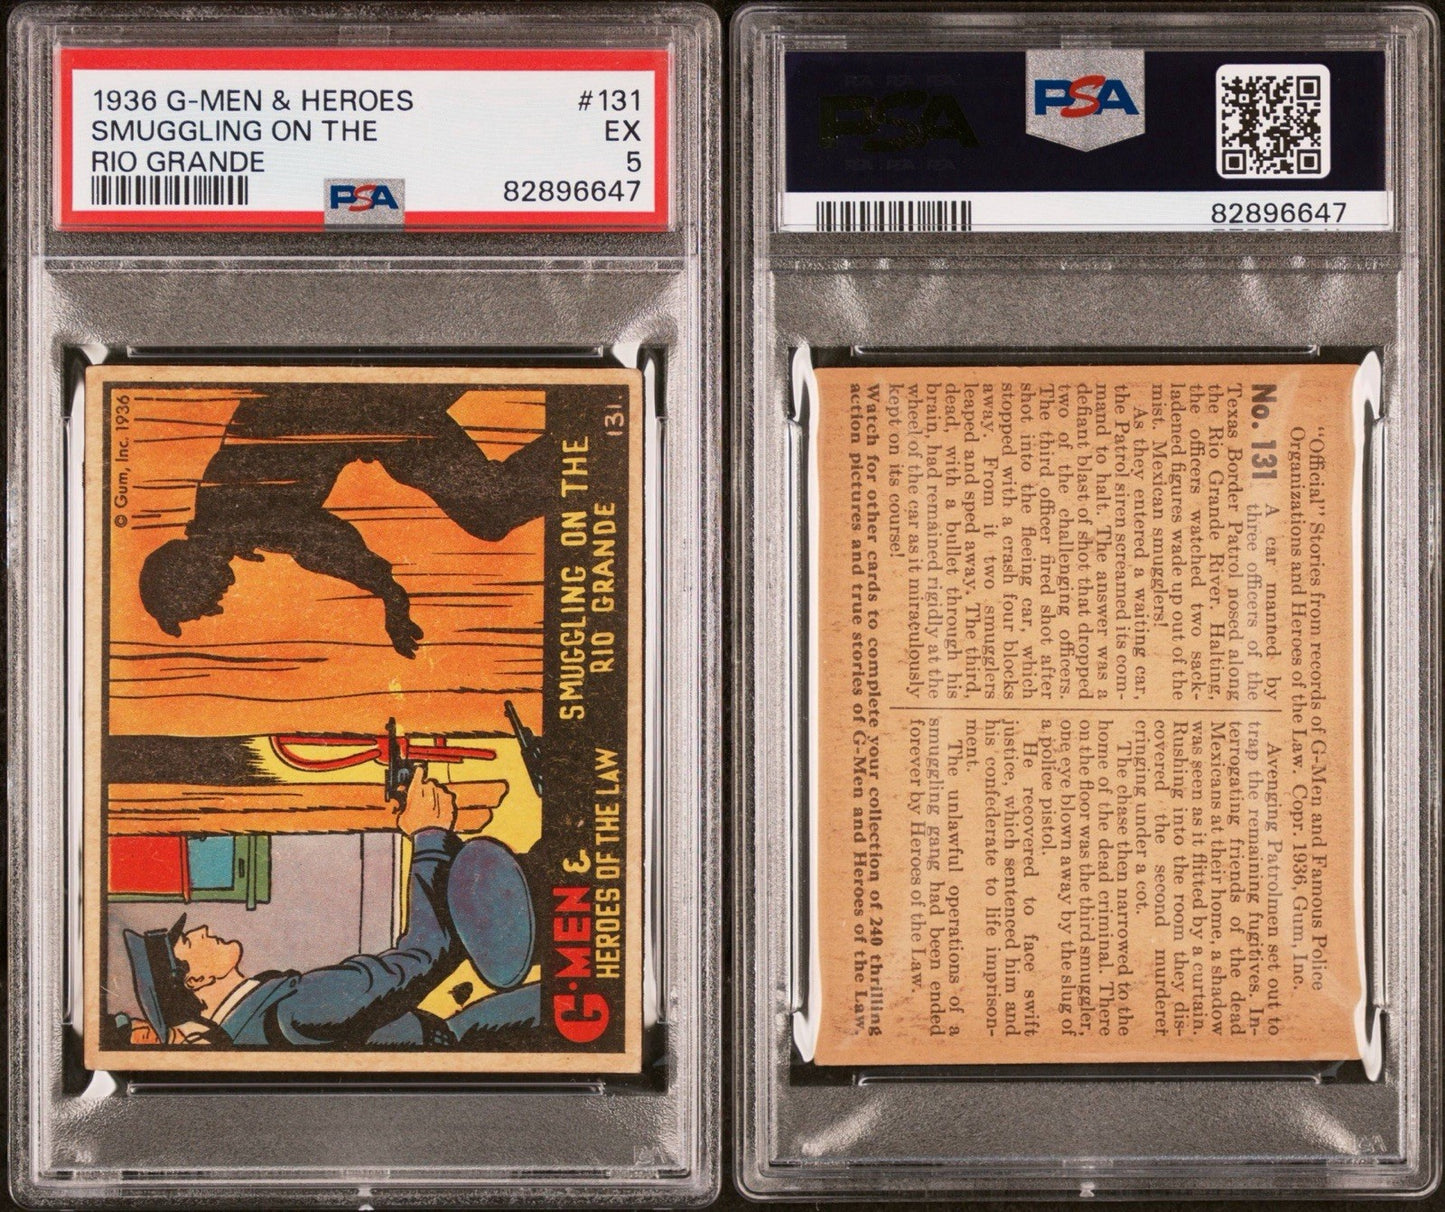 1936 G-MEN & HEROES #131
SMUGGLING ON THE EX
RIO GRANDE 5
PSA 82896647
© Gum, Inc. 1936
131.
SMUGGLING ON THE
RIO GRANDE
G-MEN &
HEROES OF THE LAW
PSA
PSA
82896647
"Official" Stories from records of G-Men and Famous Police
Organizations and Heroes of the Law. Copr. 1936, Gum, Inc.
No. 131 A car manned by
three officers of the
Texas Border Patrol nosed along
the Rio Grande River. Halting,
the officers watched two sack-
ladened figures wade up out of the
mist. Mexican smugglers!
As they entered a waiting car,
the Patrol siren screamed its com-
mand to halt. The answer was a
defiant blast of shot that dropped
two of the challenging officers.
The third officer fired shot after
shot into the fleeing car, which
stopped with a crash four blocks
away. From it two smugglers
leaped and sped away. The third,
dead, with a bullet through his
brain, had remained rigidly at the
wheel of the car as it miraculously
kept on its course!
Avenging Patrolmen set out to
trap the remaining fugitives. In-
terrogating friends of the dead
Mexicans at their home, a shadow
was seen as it flitted by a curtain.
Rushing into the room they dis-
covered the second murderer
cringing under a cot.
The chase then narrowed to the
home of the dead criminal. There
on the floor was the third smuggler,
one eye blown away by the slug of
a police pistol.
He recovered to face swift
justice, which sentenced him and
his confederate to life imprison-
ment.
The unlawful operations of a
smuggling gang had been ended
forever by Heroes of the Law.
Watch for other cards to complete your collection of 240 thrilling
action pictures and true stories of G-Men and Heroes of the Law.